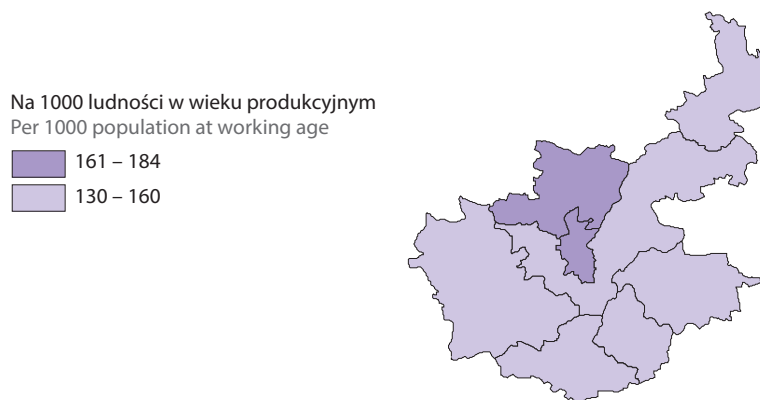 Na 1000 ludności w wieku produkcyjnym
Per 1000 population at working age
161 – 184
130 – 160